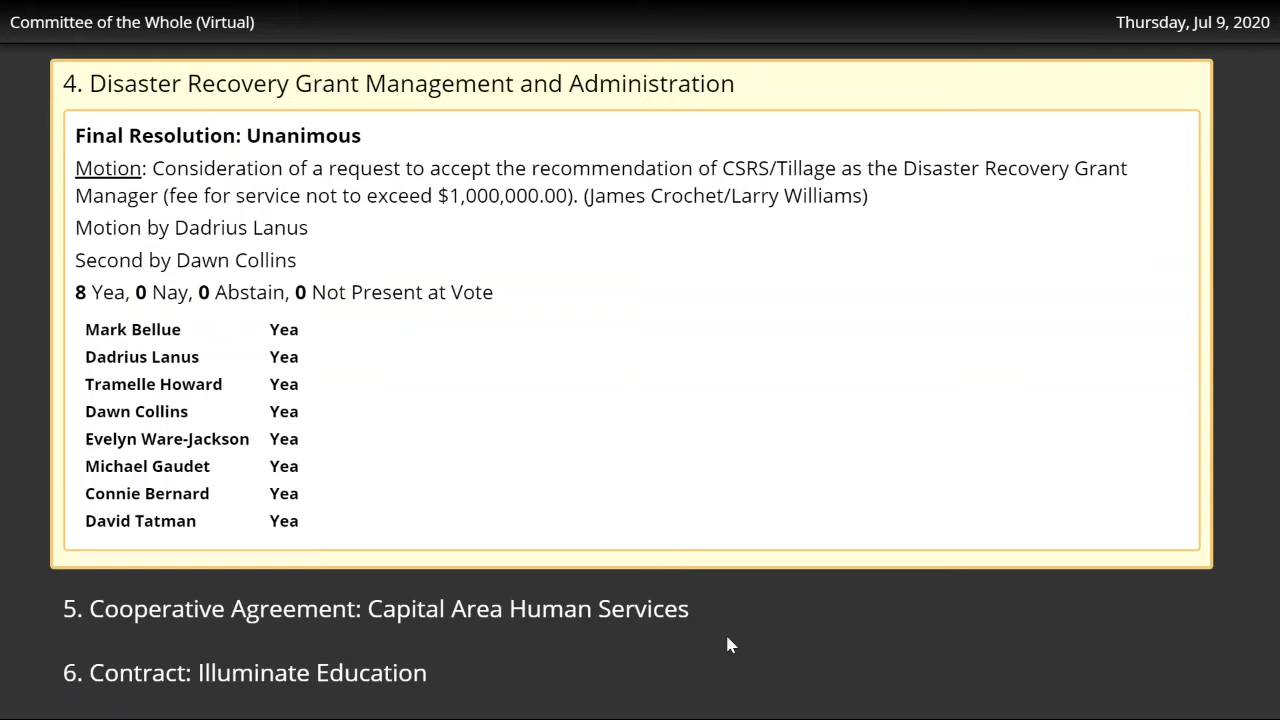 Committee of the Whole (Virtual)
Thursday, Jul 9, 2020
4. Disaster Recovery Grant Management and Administration
Final Resolution: Unanimous
Motion: Consideration of a request to accept the recommendation of CSRS/Tillage as the Disaster Recovery Grant
Manager (fee for service not to exceed $1,000,000.00). (James Crochet/Larry Williams)
Motion by Dadrius Lanus
Second by Dawn Collins
8 Yea, 0 Nay, 0 Abstain, 0 Not Present at Vote
Mark Bellue Yea
Dadrius Lanus Yea
Tramelle Howard Yea
Dawn Collins Yea
Evelyn Ware-Jackson Yea
Michael Gaudet Yea
Connie Bernard Yea
David Tatman Yea
5. Cooperative Agreement: Capital Area Human Services
6. Contract: Illuminate Education